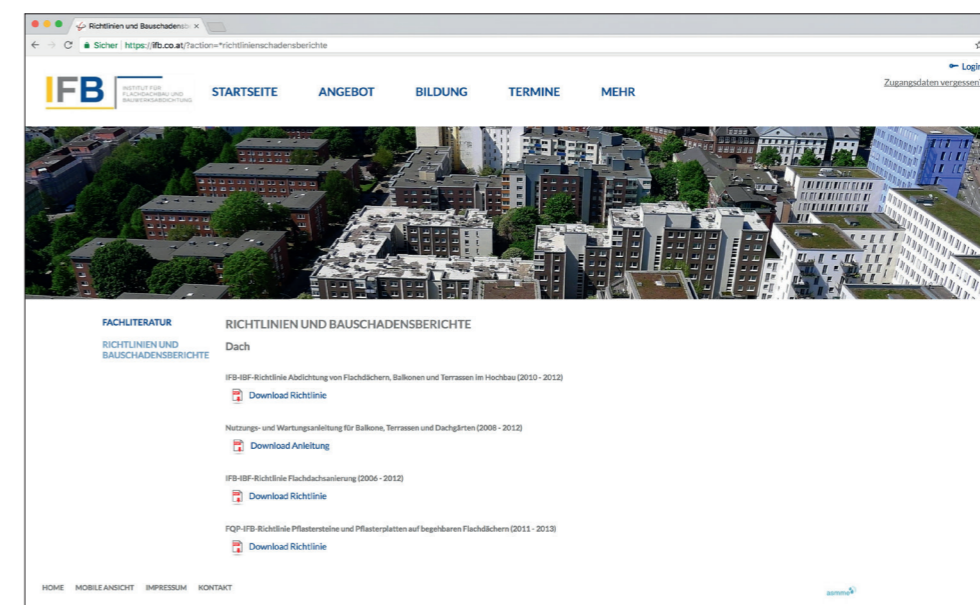 Richtlinien und Bauschadensb
Sicher | https://ifb.co.at/?action=*richtlinienschadensberichte
Login
Zugangsdaten vergessen?
IFB INSTITUT FÜR
FLACHDACHBAU UND
BAUWERKSABDICHTUNG
STARTSEITE ANGEBOT BILDUNG TERMINE MEHR
FACHLITERATUR
RICHTLINIEN UND
BAUSCHADENSBERICHTE
RICHTLINIEN UND BAUSCHADENSBERICHTE
Dach
IFB-IBF-Richtlinie Abdichtung von Flachdächern, Balkonen und Terrassen im Hochbau (2010 - 2012)
Download Richtlinie
Nutzungs- und Wartungsanleitung für Balkone, Terrassen und Dachgärten (2008 - 2012)
Download Anleitung
IFB-IBF-Richtlinie Flachdachsanierung (2006 - 2012)
Download Richtlinie
FQP-IFB-Richtlinie Pflastersteine und Pflasterplatten auf begehbaren Flachdächern (2011 - 2013)
Download Richtlinie
HOME MOBILE ANSICHT IMPRESSUM KONTAKT